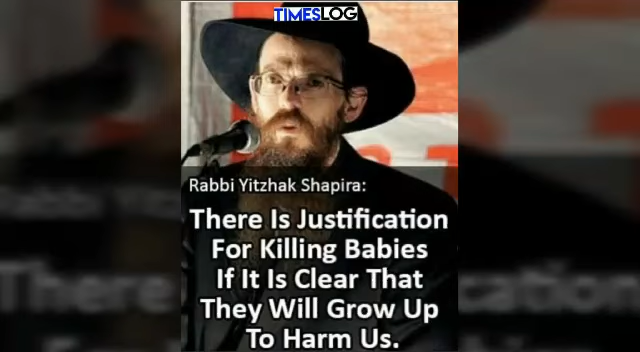 TIMESLOG
Rabbi Yitzhak Shapira:
There Is Justification
For Killing Babies
If It Is Clear That
They Will Grow Up
To Harm Us.